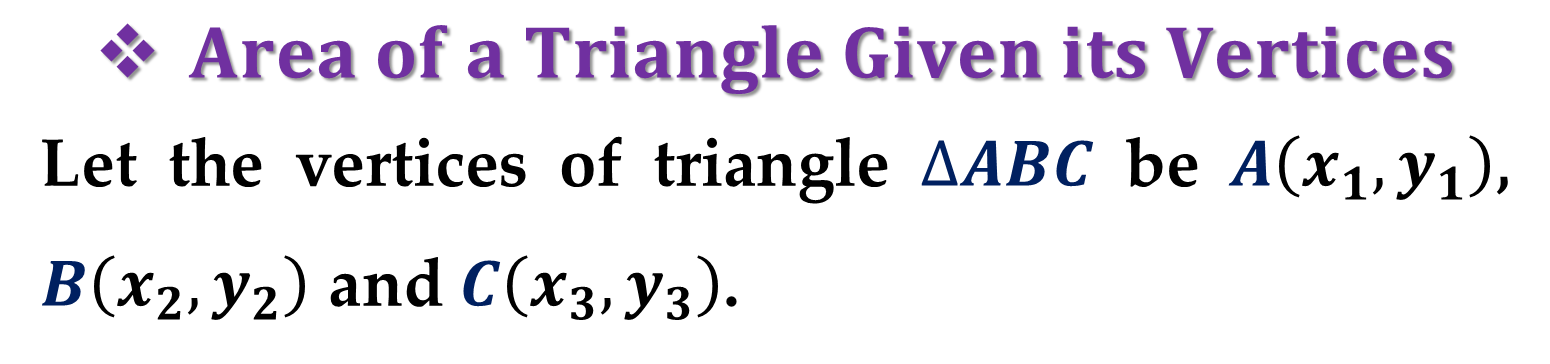 ❖ Area of a Triangle Given its Vertices
Let the vertices of triangle ΔABC be A(x₁, y₁),
B(x₂, y₂) and C(x₃, y₃).